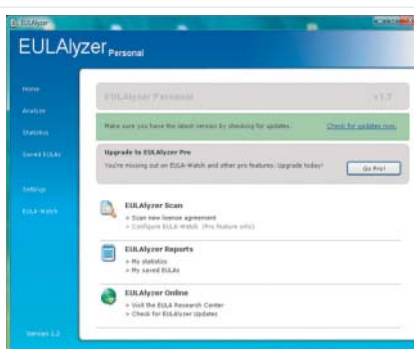 EULAlyzer
EULAlyzer Personal
Home
Analyze
Statistics
Saved EULAs
Settings
EULA-Watch
Version 1.2
EULAlyzer Personal
v1.2
Make sure you have the latest version by checking for updates.
Check for updates now.
Upgrade to EULAlyzer Pro
You're missing out on EULA-Watch and other pro features. Upgrade today!
Go Pro!
EULAlyzer Scan
» Scan new license agreement
» Configure EULA-Watch (Pro feature only)
EULAlyzer Reports
» My statistics
» My saved EULAs
EULAlyzer Online
» Visit the EULA Research Center
» Check for EULAlyzer Updates